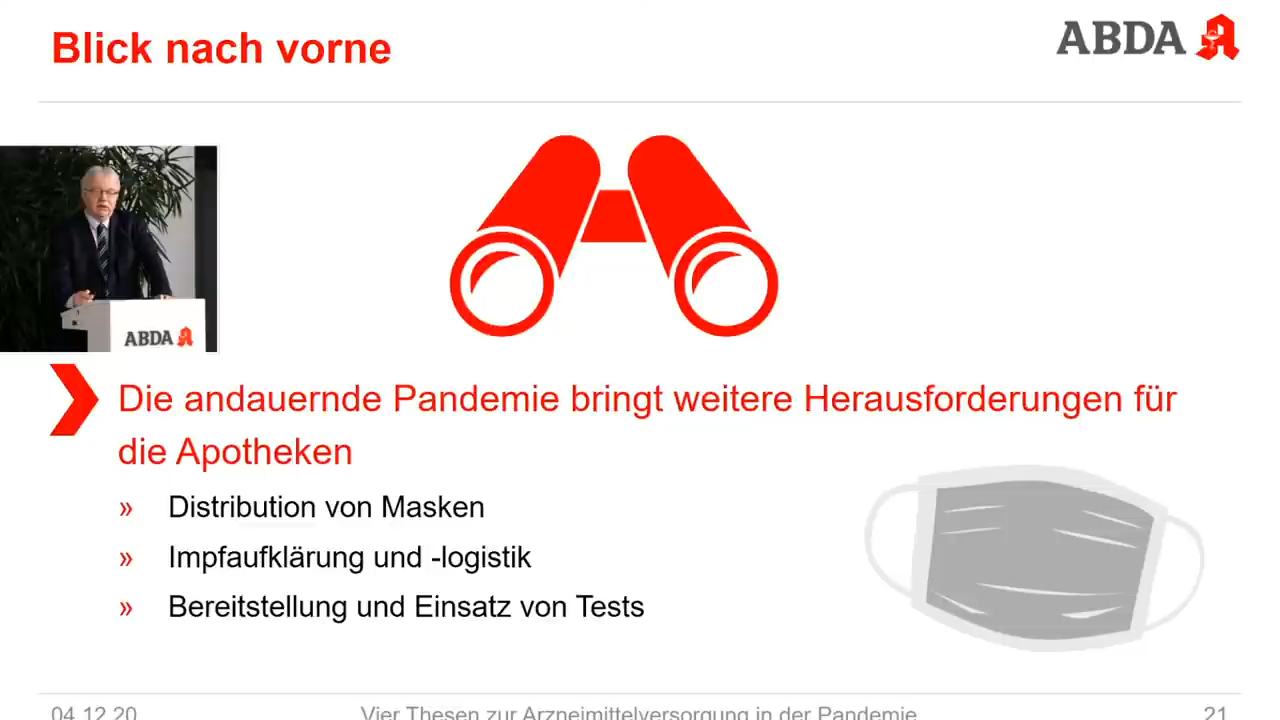 Blick nach vorne
ABDA
ABDA
Die andauernde Pandemie bringt weitere Herausforderungen für
die Apotheken
» Distribution von Masken
» Impfaufklärung und -logistik
» Bereitstellung und Einsatz von Tests
04.12.20
Vier Thesen zur Arzneimittelversorgung in der Pandemie
21